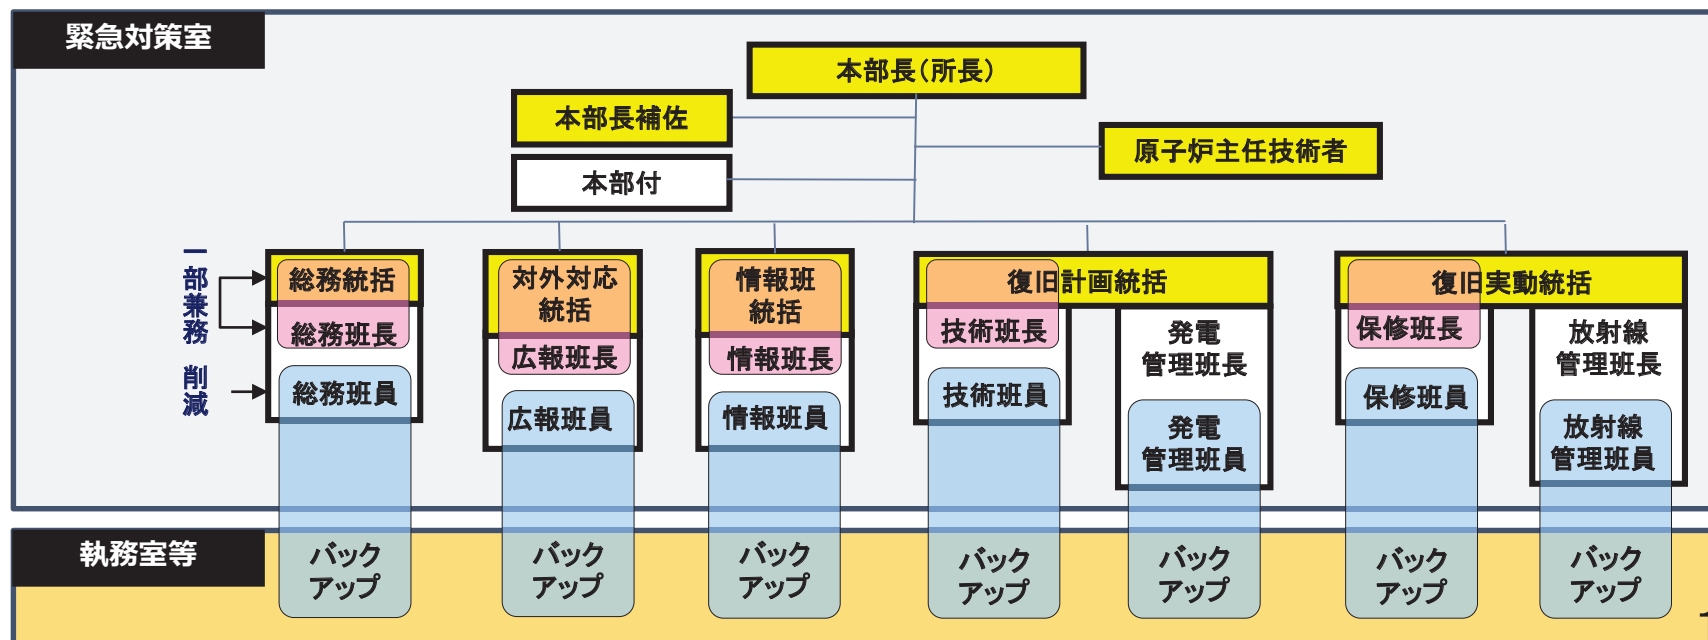 緊急対策室
本部長(所長)
本部長補佐
原子炉主任技術者
本部付
一部兼務
削減
総務統括
総務班長
総務班員
対外対応
統括
広報班長
広報班員
情報班
統括
情報班長
情報班員
復旧計画統括
技術班長
技術班員
発電
管理班長
発電
管理班員
復旧実動統括
保修班長
保修班員
放射線
管理班長
放射線
管理班員
執務室等
バック
アップ
バック
アップ
バック
アップ
バック
アップ
バック
アップ
バック
アップ
バック
アップ